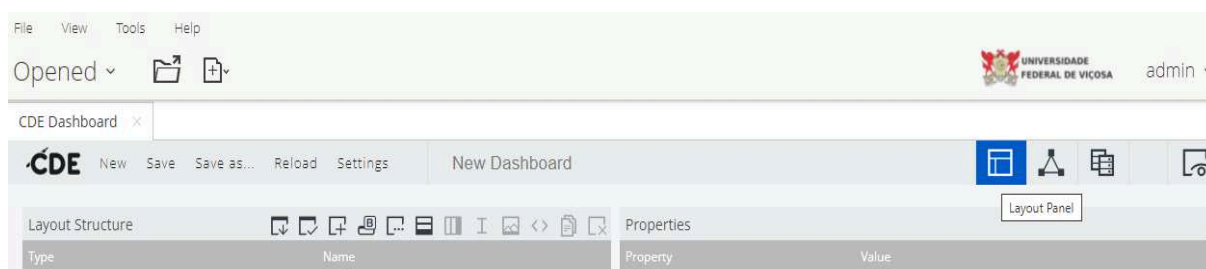 File View Tools Help
Opened
UNIVERSIDADE
FEDERAL DE VIÇOSA
admin
CDE Dashboard ×
CDE New Save Save as... Reload Settings New Dashboard
Layout Panel
Layout Structure
Properties
Type Name Property Value